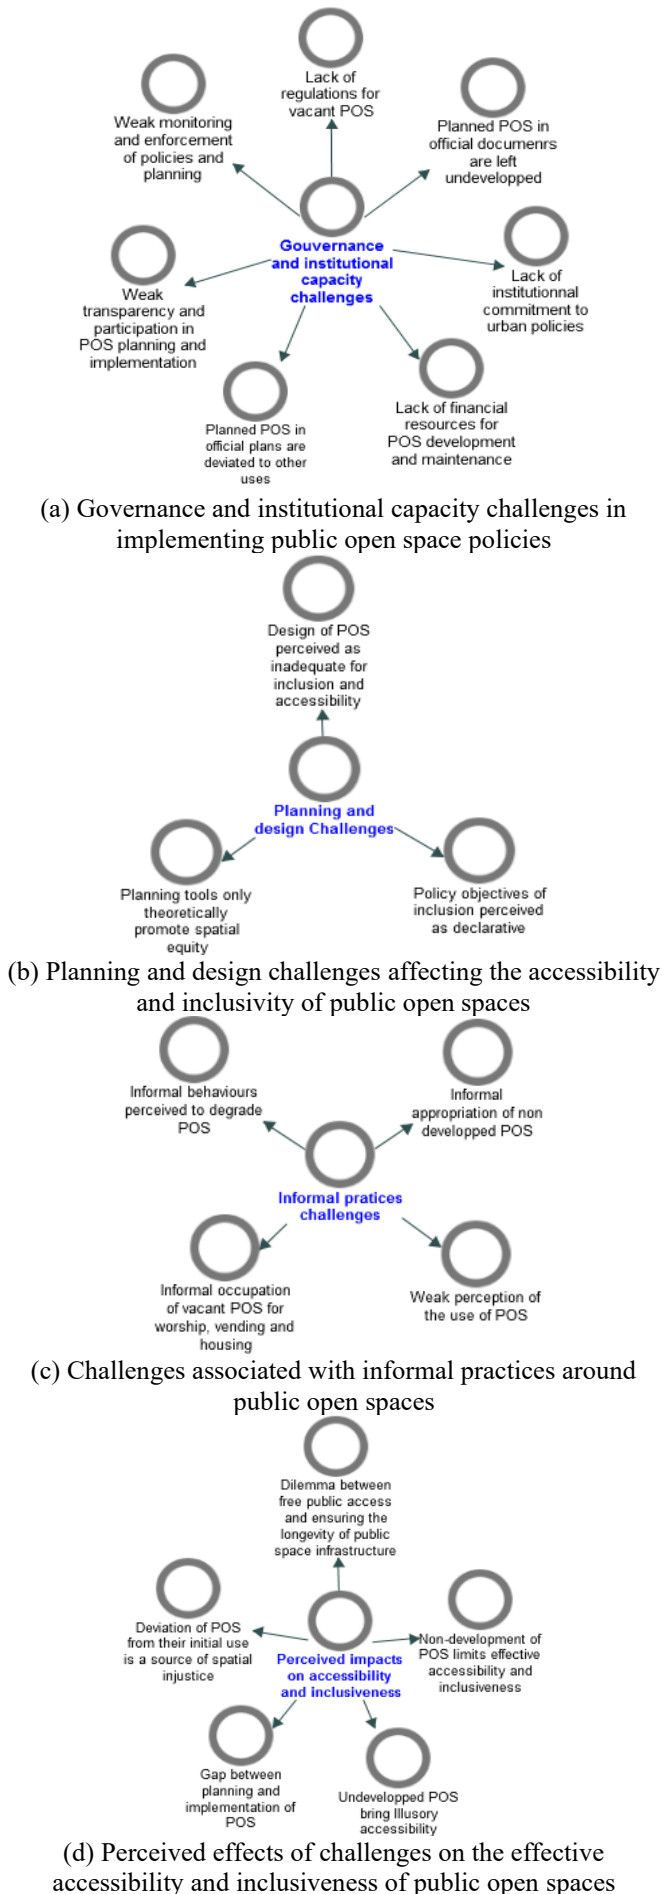 Lack of
regulations for
vacant POS
Weak monitoring
and enforcement
of policies and
planning
Planned POS in
official documenrs
are left
undevelopped
Gouvernance
and institutional
capacity
challenges
Weak
transparency and
participation in
POS planning and
implementation
Lack of
institutionnal
commitment to
urban policies
Planned POS in
official plans are
deviated to other
uses
Lack of financial
resources for
POS development
and maintenance
(a) Governance and institutional capacity challenges in
implementing public open space policies
Design of POS
perceived as
inadequate for
inclusion and
accessibility
Planning and
design Challenges
Planning tools only
theoretically
promote spatial
equity
Policy objectives of
inclusion perceived
as declarative
(b) Planning and design challenges affecting the accessibility
and inclusivity of public open spaces
Informal behaviours
perceived to degrade
POS
Informal
appropriation of non
developped POS
Informal pratices
challenges
Informal occupation
of vacant POS for
worship, vending and
housing
Weak perception of
the use of POS
(c) Challenges associated with informal practices around
public open spaces
Dilemma between
free public access
and ensuring the
longevity of public
space infrastructure
Deviation of POS
from their initial use
is a source of spatial
injustice
Perceived impacts
on accessibility
and inclusiveness
Non-development of
POS limits effective
accessibility and
inclusiveness
Gap between
planning and
implementation of
POS
Undevelopped POS
bring Illusory
accessibility
(d) Perceived effects of challenges on the effective
accessibility and inclusiveness of public open spaces